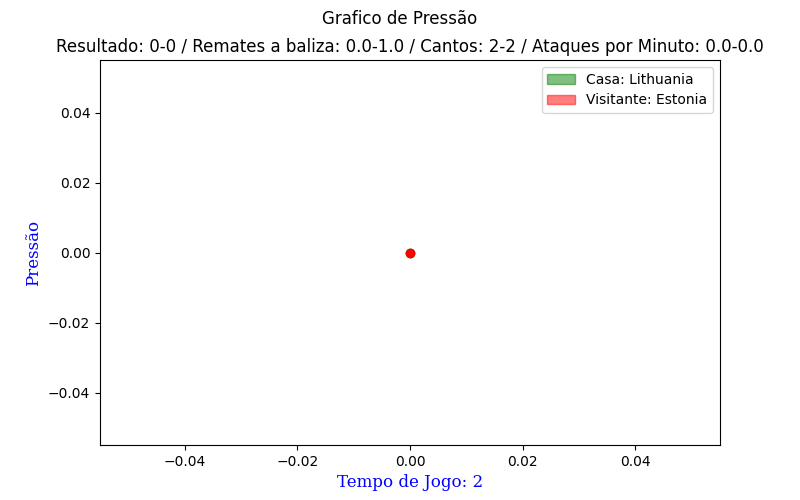 Grafico de Pressão
Resultado: 0-0 / Remates a baliza: 0.0-1.0 / Cantos: 2-2 / Ataques por Minuto: 0.0-0.0
Casa: Lithuania
Visitante: Estonia
0.04
0.02
0.00
−0.02
−0.04
Pressão
−0.04 −0.02 0.00 0.02 0.04
Tempo de Jogo: 2